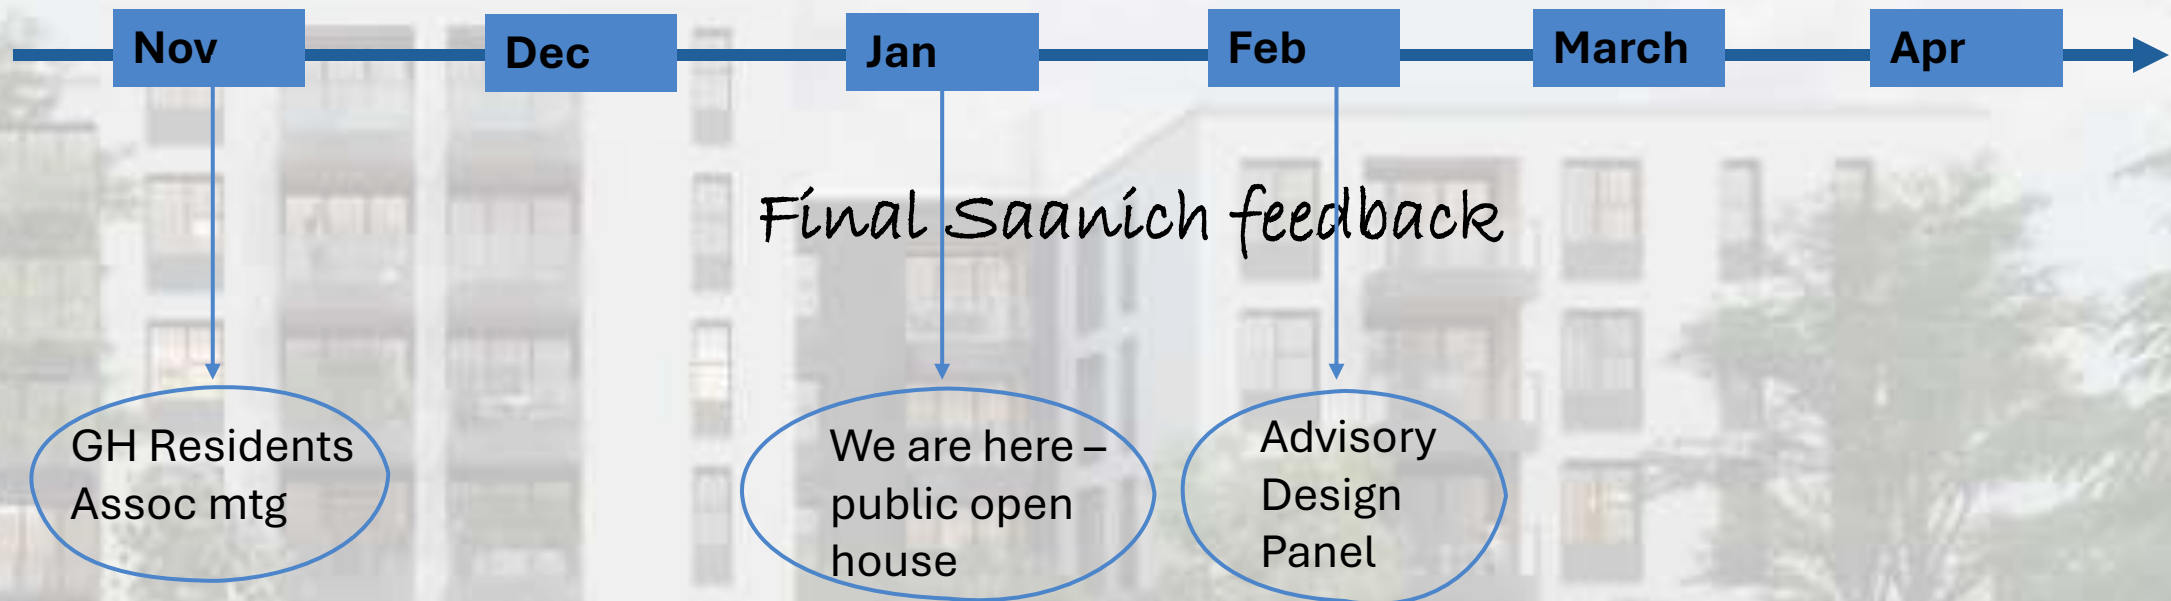 Nov Dec Jan Feb March Apr
Final Saanich feedback
GH Residents
Assoc mtg
We are here –
public open
house
Advisory
Design
Panel